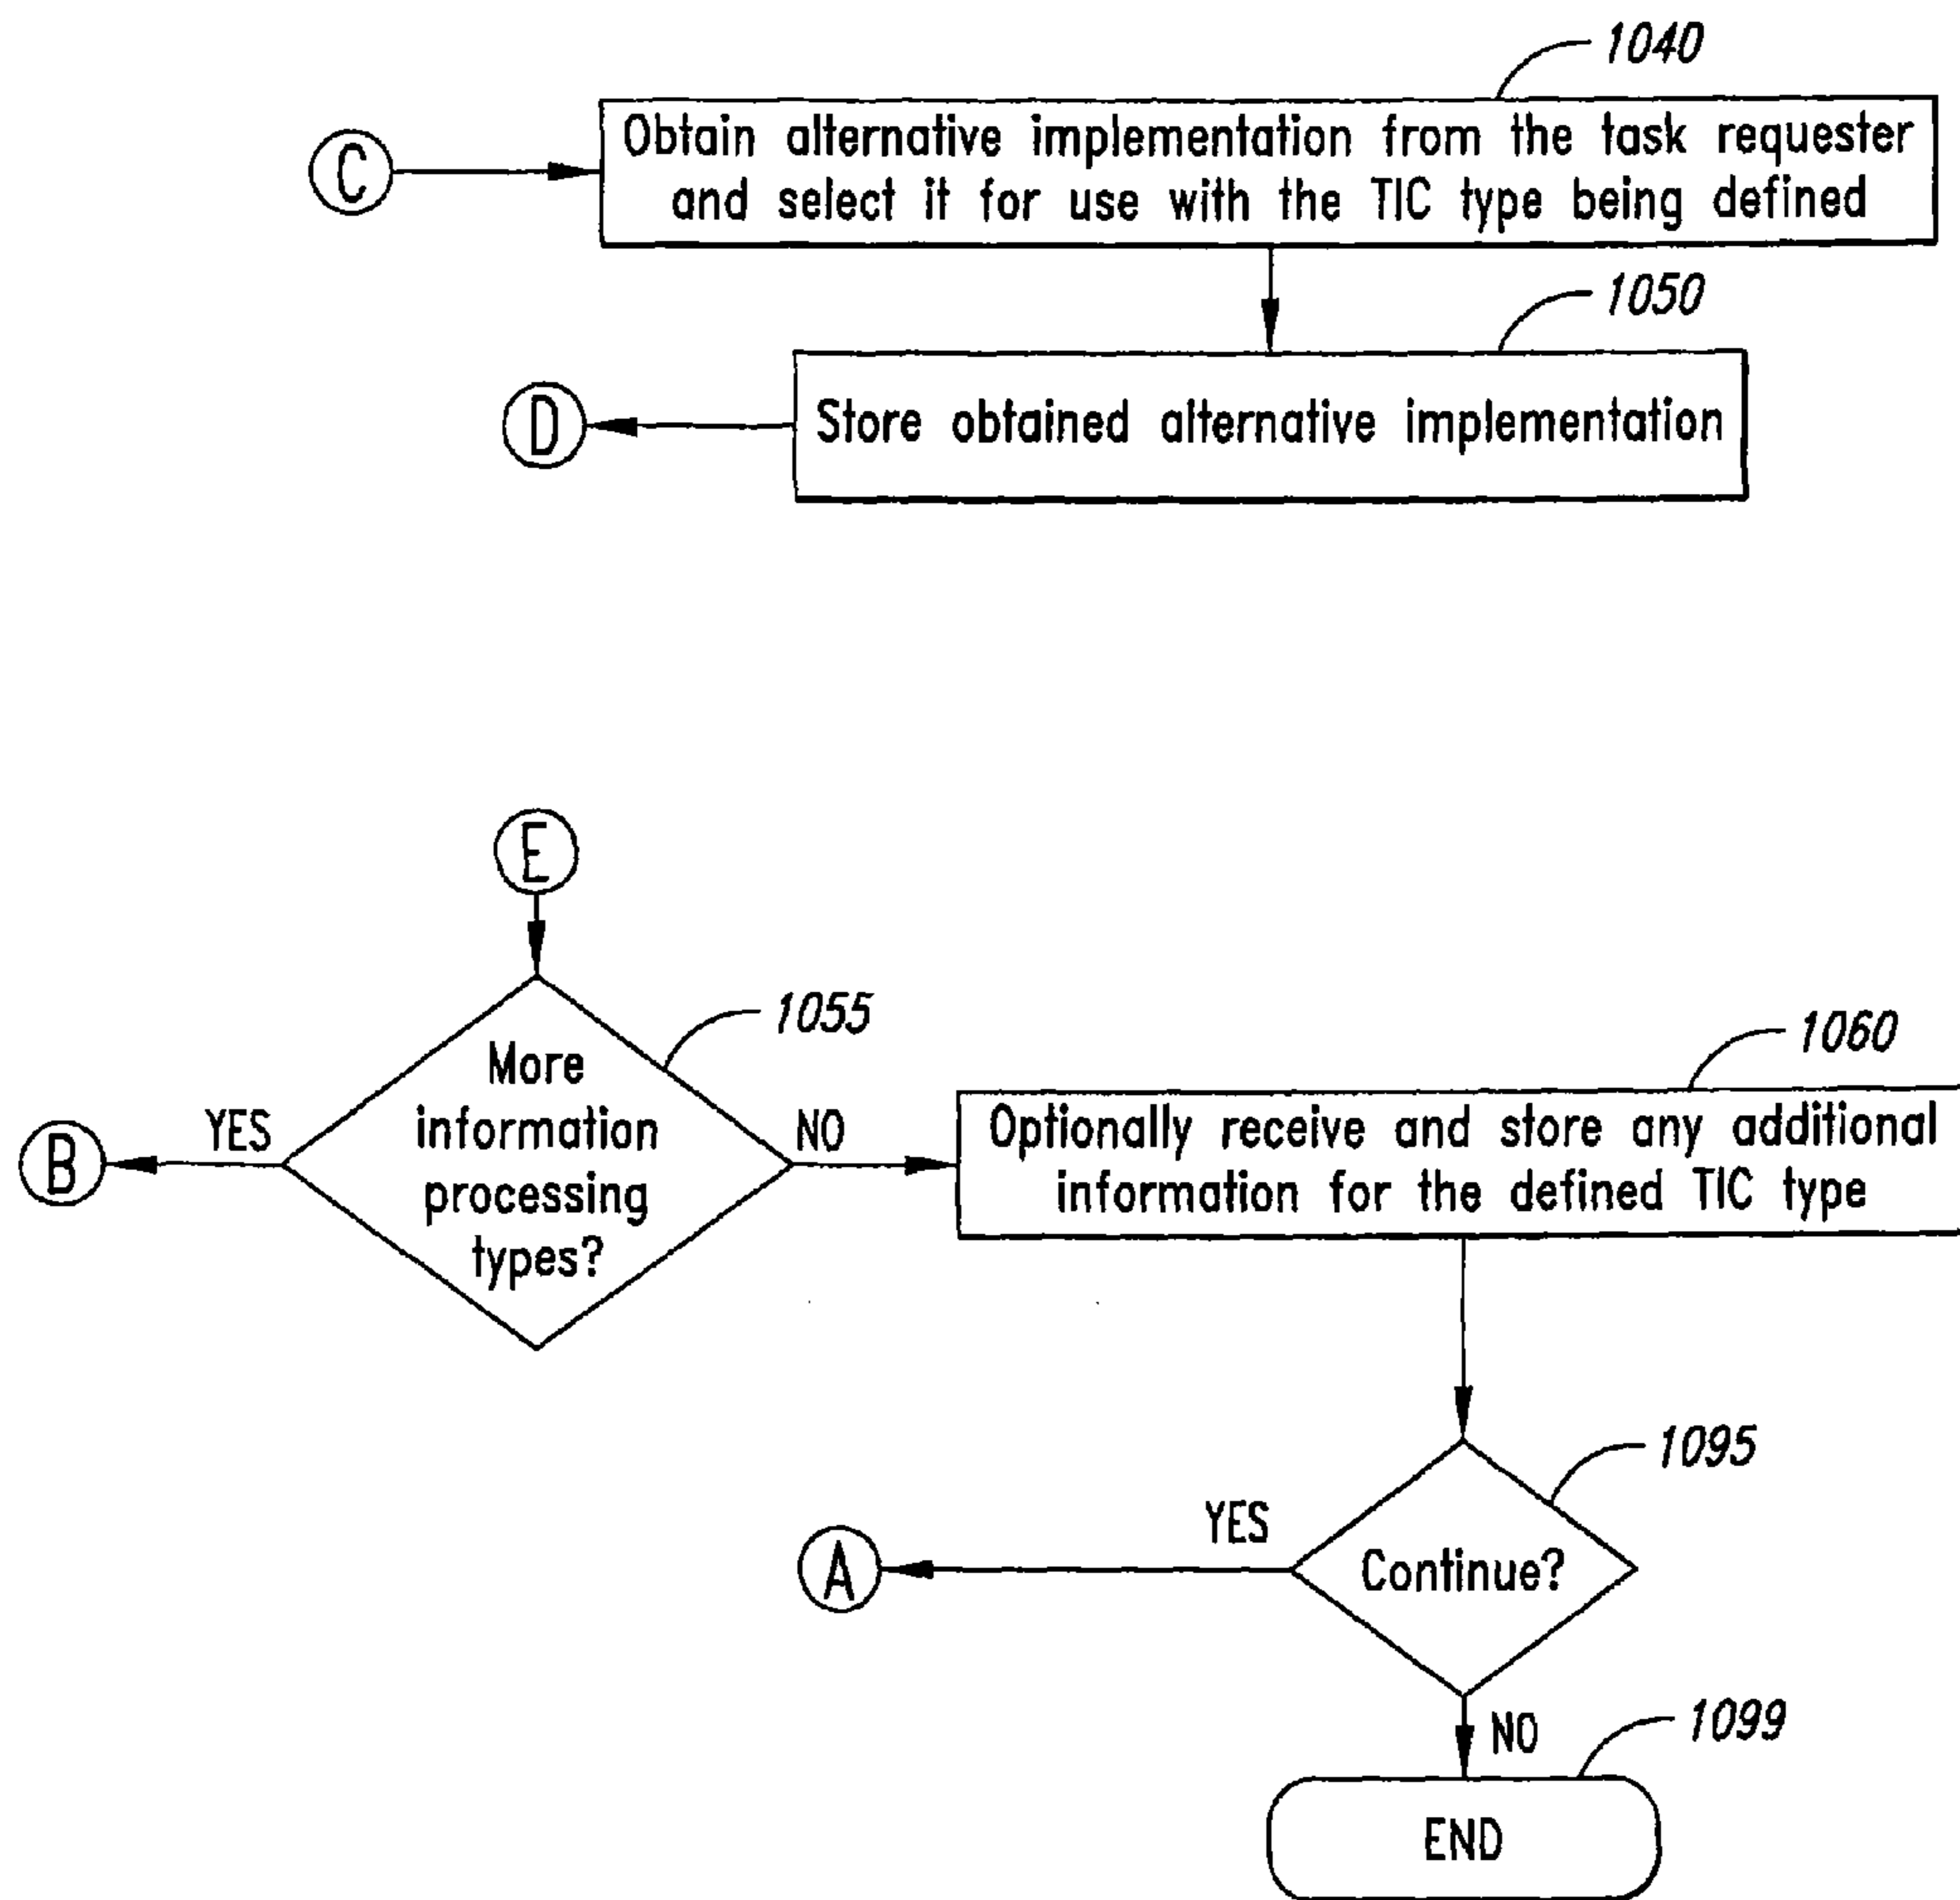 1040
C
Obtain alternative implementation from the task requester
and select it for use with the TIC type being defined
1050
D
Store obtained alternative implementation
E
1055
More
information
processing
types?
YES
B
NO
1060
Optionally receive and store any additional
information for the defined TIC type
1095
YES
A
Continue?
NO
1099
END